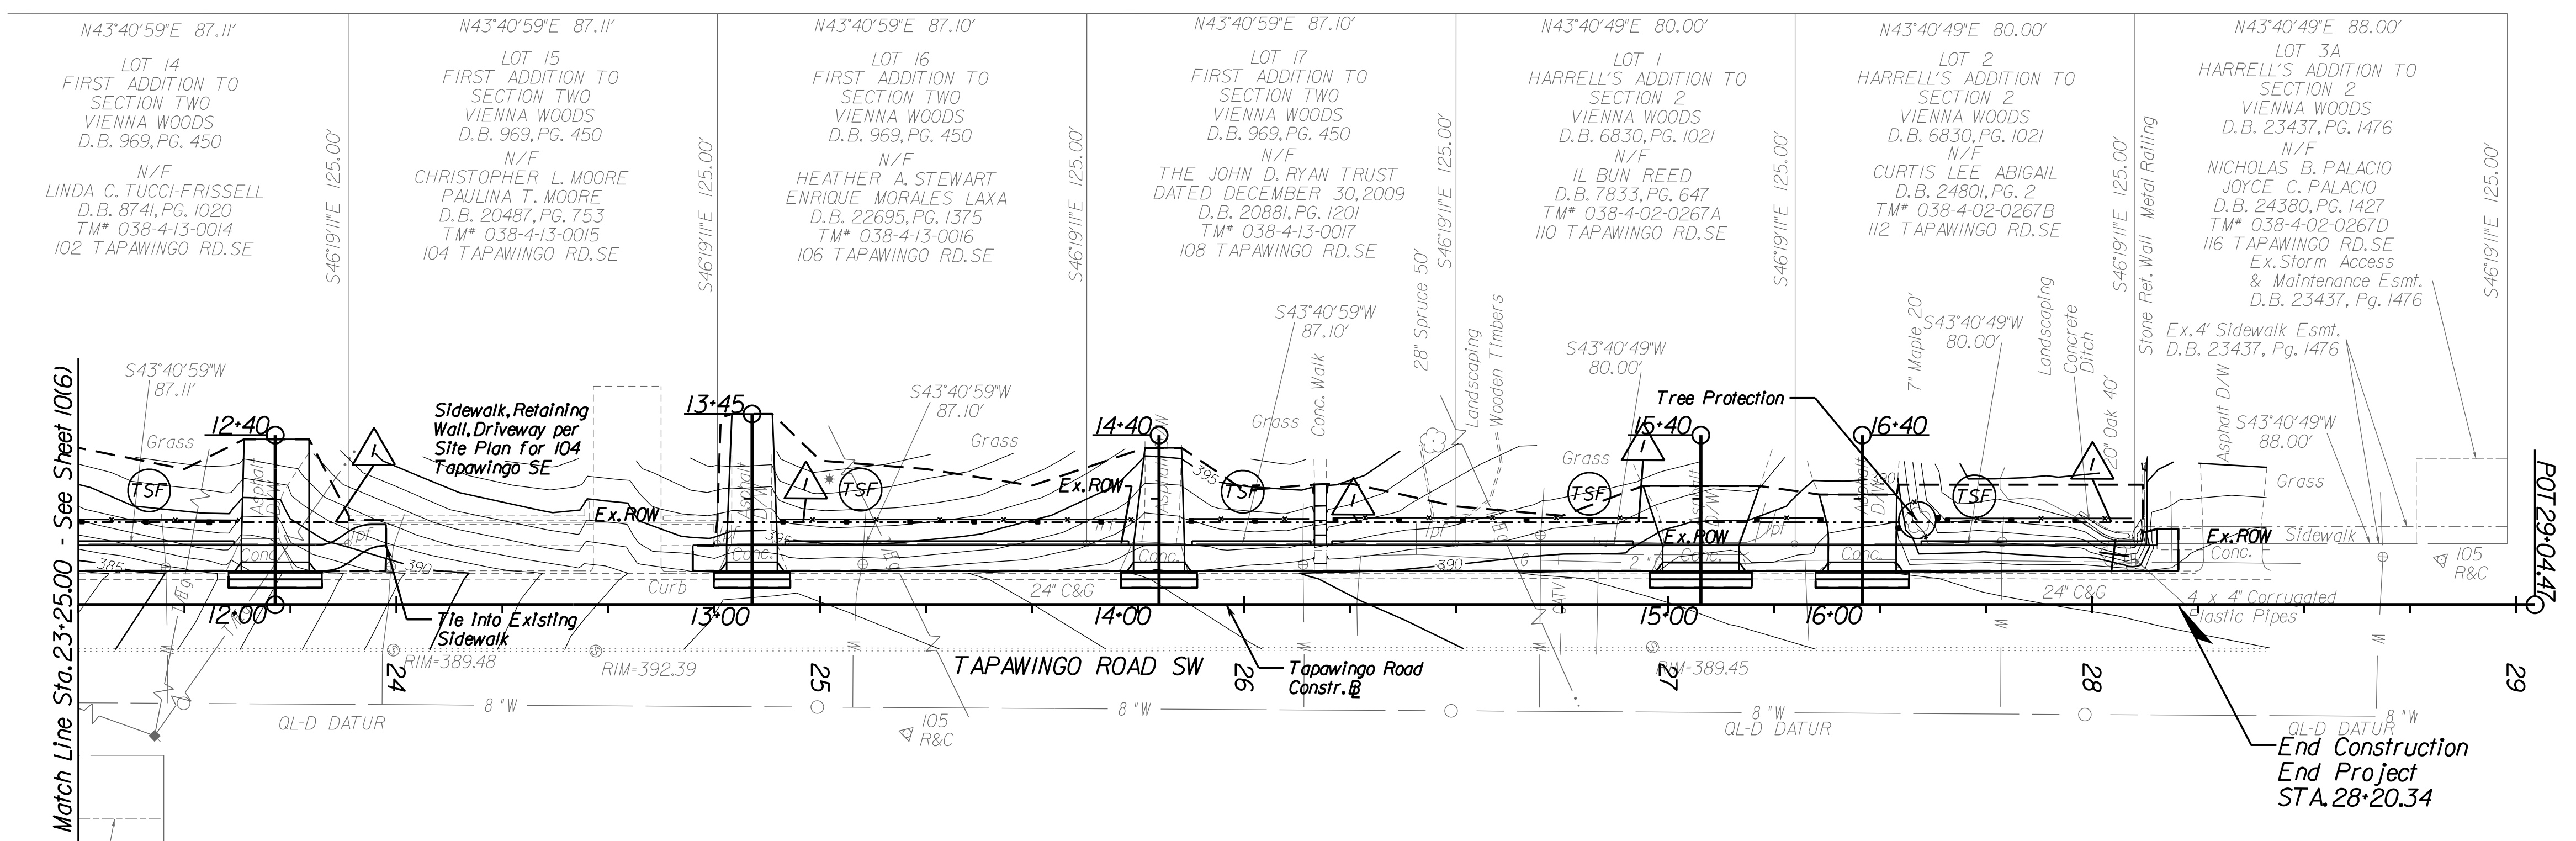 N43°40'59"E 87.11'
LOT 14
FIRST ADDITION TO
SECTION TWO
VIENNA WOODS
D.B. 969, PG. 450
N/F
LINDA C. TUCCI-FRISSELL
D.B. 8741, PG. 1020
TM# 038-4-13-0014
102 TAPAWINGO RD.SE
S46°19'11"E 125.00'
N43°40'59"E 87.11'
LOT 15
FIRST ADDITION TO
SECTION TWO
VIENNA WOODS
D.B. 969, PG. 450
N/F
CHRISTOPHER L. MOORE
PAULINA T. MOORE
D.B. 20487, PG. 753
TM# 038-4-13-0015
104 TAPAWINGO RD.SE
S46°19'11"E 125.00'
N43°40'59"E 87.10'
LOT 16
FIRST ADDITION TO
SECTION TWO
VIENNA WOODS
D.B. 969, PG. 450
N/F
HEATHER A. STEWART
ENRIQUE MORALES LAXA
D.B. 22695, PG. 1375
TM# 038-4-13-0016
106 TAPAWINGO RD.SE
S46°19'11"E 125.00'
N43°40'59"E 87.10'
LOT 17
FIRST ADDITION TO
SECTION TWO
VIENNA WOODS
D.B. 969, PG. 450
N/F
THE JOHN D. RYAN TRUST
DATED DECEMBER 30, 2009
D.B. 20881, PG. 1201
TM# 038-4-13-0017
108 TAPAWINGO RD.SE
S46°19'11"E 125.00'
N43°40'49"E 80.00'
LOT 1
HARRELL'S ADDITION TO
SECTION 2
VIENNA WOODS
D.B. 6830, PG. 1021
N/F
IL BUN REED
D.B. 7833, PG. 647
TM# 038-4-02-0267A
110 TAPAWINGO RD.SE
S46°19'11"E 125.00'
N43°40'49"E 80.00'
LOT 2
HARRELL'S ADDITION TO
SECTION 2
VIENNA WOODS
D.B. 6830, PG. 1021
N/F
CURTIS LEE ABIGAIL
D.B. 24801, PG. 2
TM# 038-4-02-0267B
112 TAPAWINGO RD.SE
S46°19'11"E 125.00'
Stone Ret. Wall Metal Railing
N43°40'49"E 88.00'
LOT 3A
HARRELL'S ADDITION TO
SECTION 2
VIENNA WOODS
D.B. 23437, PG. 1476
N/F
NICHOLAS B. PALACIO
JOYCE C. PALACIO
D.B. 24380, PG. 1427
TM# 038-4-02-0267D
116 TAPAWINGO RD.SE
Ex. Storm Access
& Maintenance Esmt.
D.B. 23437, Pg. 1476
S46°19'11"E 125.00'
Ex. 4' Sidewalk Esmt.
D.B. 23437, Pg. 1476
Match Line Sta. 23+25.00 - See Sheet 10(6)
S43°40'59"W
87.11'
Grass
12+40
TSF
Asphalt
D/W
1
Sidewalk, Retaining
Wall, Driveway per
Site Plan for 104
Tapawingo SE
Ex. ROW
13+45
Asphalt
D/W
1
TSF
S43°40'59"W
87.10'
Grass
14+40
Ex. ROW
Asphalt D/W
395
TSF
S43°40'59"W
87.10'
Grass
Conc. Walk
1
28" Spruce 50'
Landscaping
Wooden Timbers
S43°40'49"W
80.00'
Grass
TSF
15+40
1
Asphalt
D/W
Tree Protection
16+40
Asphalt
D/W
390
7" Maple 20'
S43°40'49"W
80.00'
TSF
Landscaping
Concrete
Ditch
1
20" Oak 40'
Asphalt D/W
S43°40'49"W
88.00'
Grass
Ex. ROW
Sidewalk
Conc.
105
R&C
POT 29+04.47
385
Conc.
ipf
390
Curb
Conc.
395
24" C&G
Conc.
ipf
390
G
Ex. ROW
Conc.
CATV
ipf
Conc.
24" C&G
4 x 4" Corrugated
Plastic Pipes
12+00
Tie into Existing
Sidewalk
13+00
14+00
15+00
16+00
RIM=389.48
RIM=392.39
TAPAWINGO ROAD SW
Tapawingo Road
Constr. BL
RIM=389.45
24
25
26
27
28
29
8 "W
8 "W
8 "W
8 "W
QL-D DATUR
105
R&C
QL-D DATUR
QL-D DATUR
End Construction
End Project
STA. 28+20.34